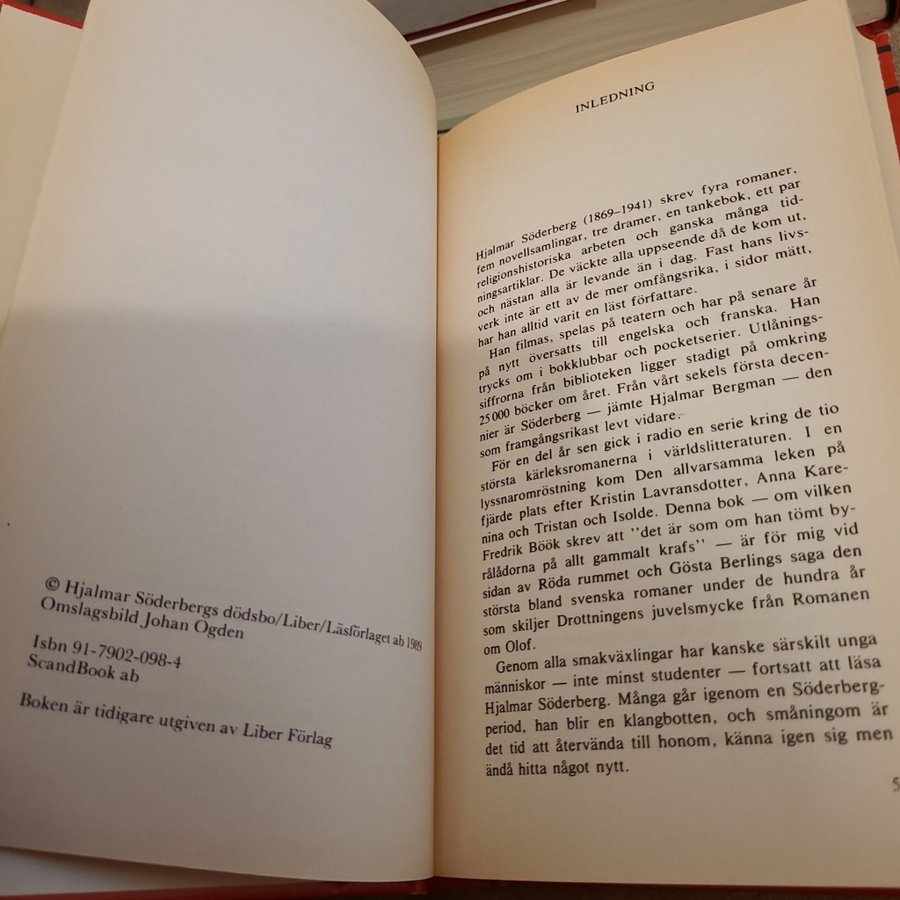 © Hjalmar Söderbergs dödsbo/Liber/Läsförlaget ab 1989
Omslagsbild Johan Ogden
Isbn 91-7902-098-4
ScandBook ab
Boken är tidigare utgiven av Liber Förlag
INLEDNING
Hjalmar Söderberg (1869–1941) skrev fyra romaner,
fem novellsamlingar, tre dramer, en tankebok, ett par
religionshistoriska arbeten och ganska många tid-
ningsartiklar. De väckte alla uppseende då de kom ut,
och nästan alla är levande än i dag. Fast hans livs-
verk inte är ett av de mer omfångsrika, i sidor mätt,
har han alltid varit en läst författare.
Han filmas, spelas på teatern och har på senare år
på nytt översatts till engelska och franska. Han
trycks om i bokklubbar och pocketserier. Utlånings-
siffrorna från biblioteken ligger stadigt på omkring
25 000 böcker om året. Från vårt sekels första decen-
nier är Söderberg — jämte Hjalmar Bergman — den
som framgångsrikast levt vidare.
För en del år sen gick i radio en serie kring de tio
största kärleksromanerna i världslitteraturen. I en
lyssnaromröstning kom Den allvarsamma leken på
fjärde plats efter Kristin Lavransdotter, Anna Kare-
nina och Tristan och Isolde. Denna bok — om vilken
Fredrik Böök skrev att ''det är som om han tömt by-
rålådorna på allt gammalt krafs'' — är för mig vid
sidan av Röda rummet och Gösta Berlings saga den
största bland svenska romaner under de hundra år
som skiljer Drottningens juvelsmycke från Romanen
om Olof.
Genom alla smakväxlingar har kanske särskilt unga
människor — inte minst studenter — fortsatt att läsa
Hjalmar Söderberg. Många går igenom en Söderberg-
period, han blir en klangbotten, och småningom är
det tid att återvända till honom, känna igen sig men
ändå hitta något nytt.
5